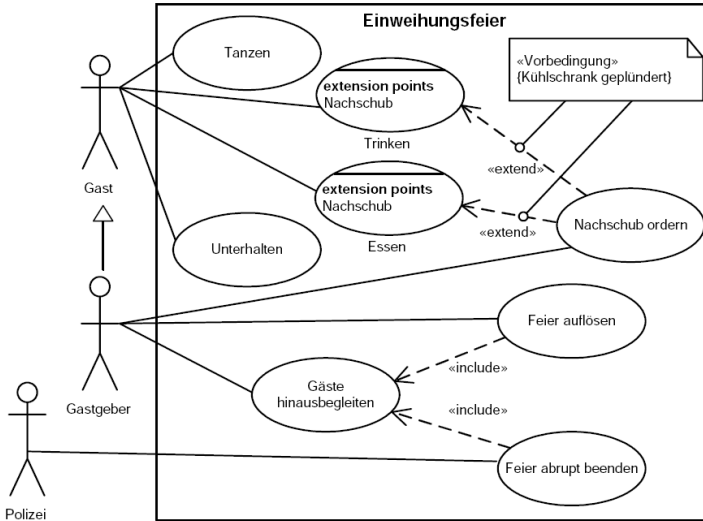 Einweihungsfeier
Tanzen
«Vorbedingung»
{Kühlschrank geplündert}
extension points
Nachschub
Trinken
«extend»
Gast
extension points
Nachschub
Essen
«extend»
Nachschub ordern
Unterhalten
Feier auflösen
«include»
Gäste
hinausbegleiten
Gastgeber
«include»
Feier abrupt beenden
Polizei